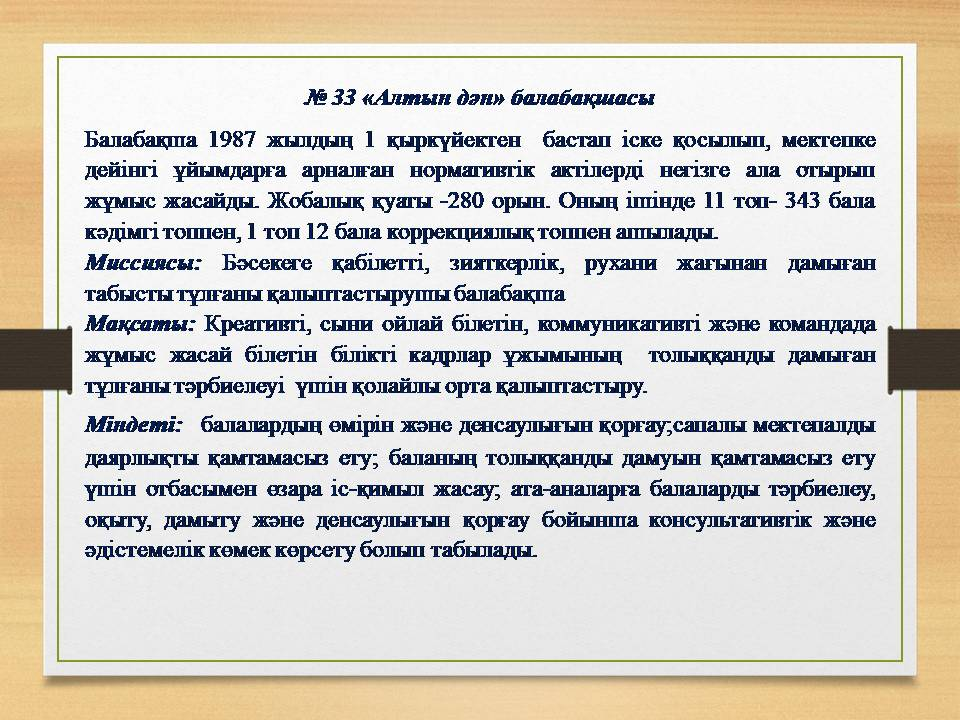 № 33 «Алтын дән» балабақшасы
Балабақша 1987 жылдың 1 қыркүйектен бастап іске қосылып, мектепке
дейінгі ұйымдарға арналған нормативтік актілерді негізге ала отырып
жұмыс жасайды. Жобалық қуаты -280 орын. Оның ішінде 11 топ- 343 бала
кәдімгі топпен, 1 топ 12 бала коррекциялық топпен ашылады.
Миссиясы: Бәсекеге қабілетті, зияткерлік, рухани жағынан дамыған
табысты тұлғаны қалыптастырушы балабақша
Мақсаты: Креативті, сыни ойлай білетін, коммуникативті және командада
жұмыс жасай білетін білікті кадрлар ұжымының толыққанды дамыған
тұлғаны тәрбиелеуі үшін қолайлы орта қалыптастыру.
Міндеті: балалардың өмірін және денсаулығын қорғау;сапалы мектепалды
даярлықты қамтамасыз ету; баланың толыққанды дамуын қамтамасыз ету
үшін отбасымен өзара іс-қимыл жасау; ата-аналарға балаларды тәрбиелеу,
оқыту, дамыту және денсаулығын қорғау бойынша консультативтік және
әдістемелік көмек көрсету болып табылады.